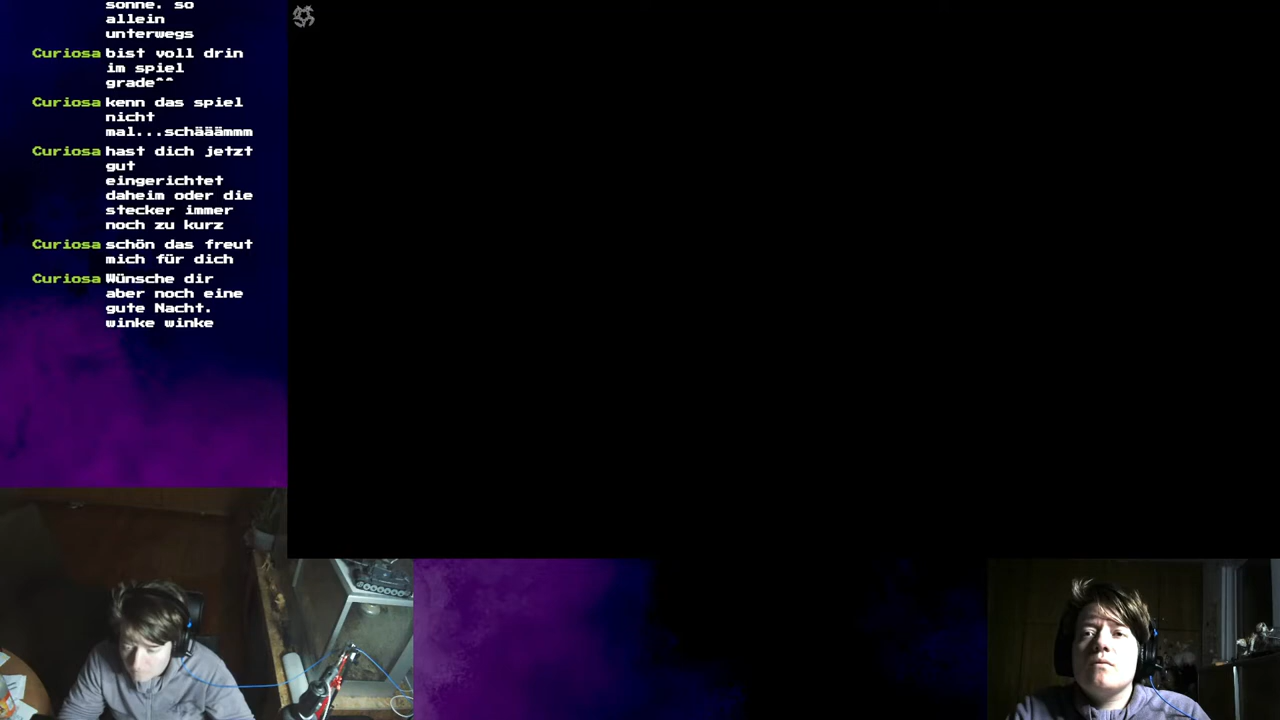 sonne. so
allein
unterwegs
Curiosa bist voll drin
im spiel
grade^^
Curiosa kenn das spiel
nicht
mal...schääämmm
Curiosa hast dich jetzt
gut
eingerichtet
daheim oder die
stecker immer
noch zu kurz
Curiosa schön das freut
mich für dich
Curiosa Wünsche dir
aber noch eine
gute Nacht.
winke winke